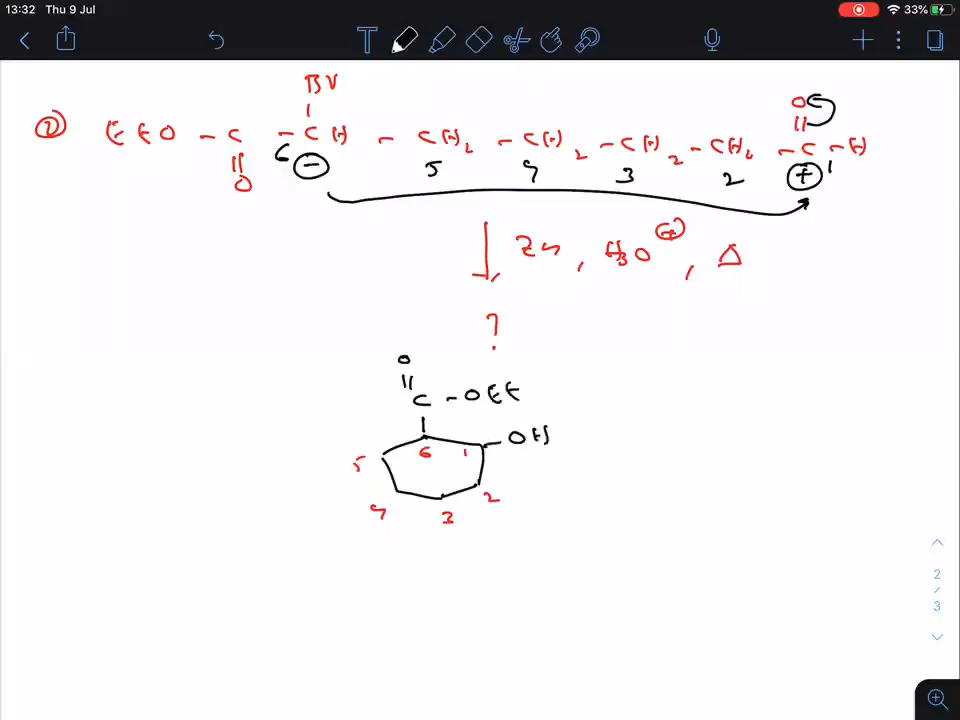 13:32 Thu 9 Jul 33%
Br
O
② EtO - C - CH - CH2 - CH2 - CH2 - CH2 - C - H
O
6 - 5 4 3 2 + 1
Zn, H3O+, Δ
?
O
C - OEt
OH
5 6 1
4 3 2
2
/
3